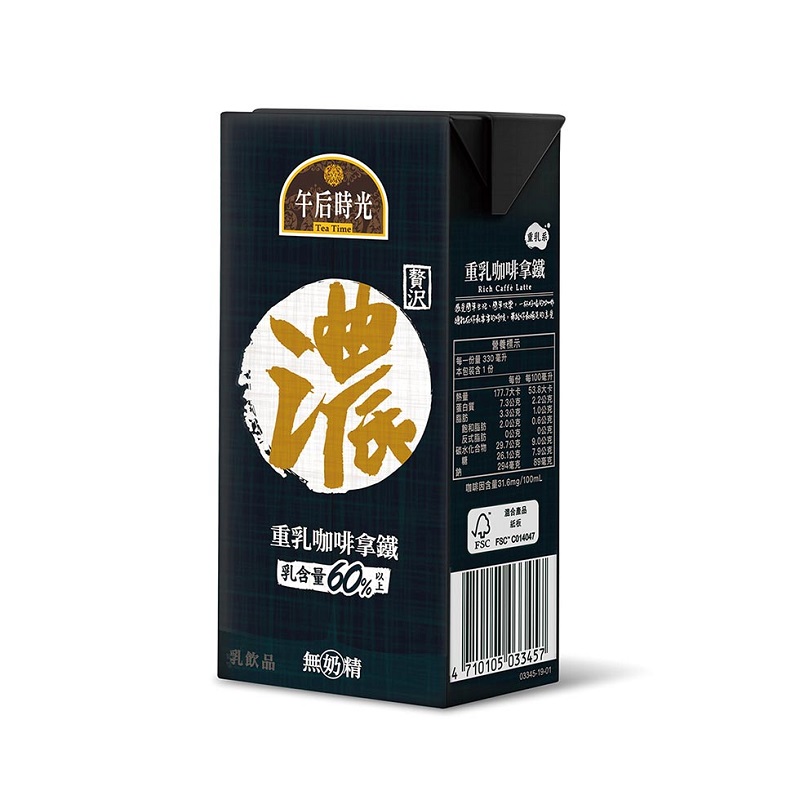 午后時光
Tea Time
贅沢
濃
重乳咖啡拿鐵
乳含量60%以上
乳飲品
無奶精
重乳系
重乳咖啡拿鐵
Rich Caffè Latte
營養標示
每一份量 330 毫升
本包裝含 1 份
每份 每100毫升
熱量 177.7大卡 53.8大卡
蛋白質 7.3公克 2.2公克
脂肪 3.3公克 1.0公克
飽和脂肪 2.0公克 0.6公克
反式脂肪 0公克 0公克
碳水化合物 29.7公克 9.0公克
糖 26.1公克 7.9公克
鈉 294毫克 89毫克
咖啡因含量31.6mg/100mL
混合產品
紙板
FSC
FSC™ C014047
4 710105 033457
03345-19-01